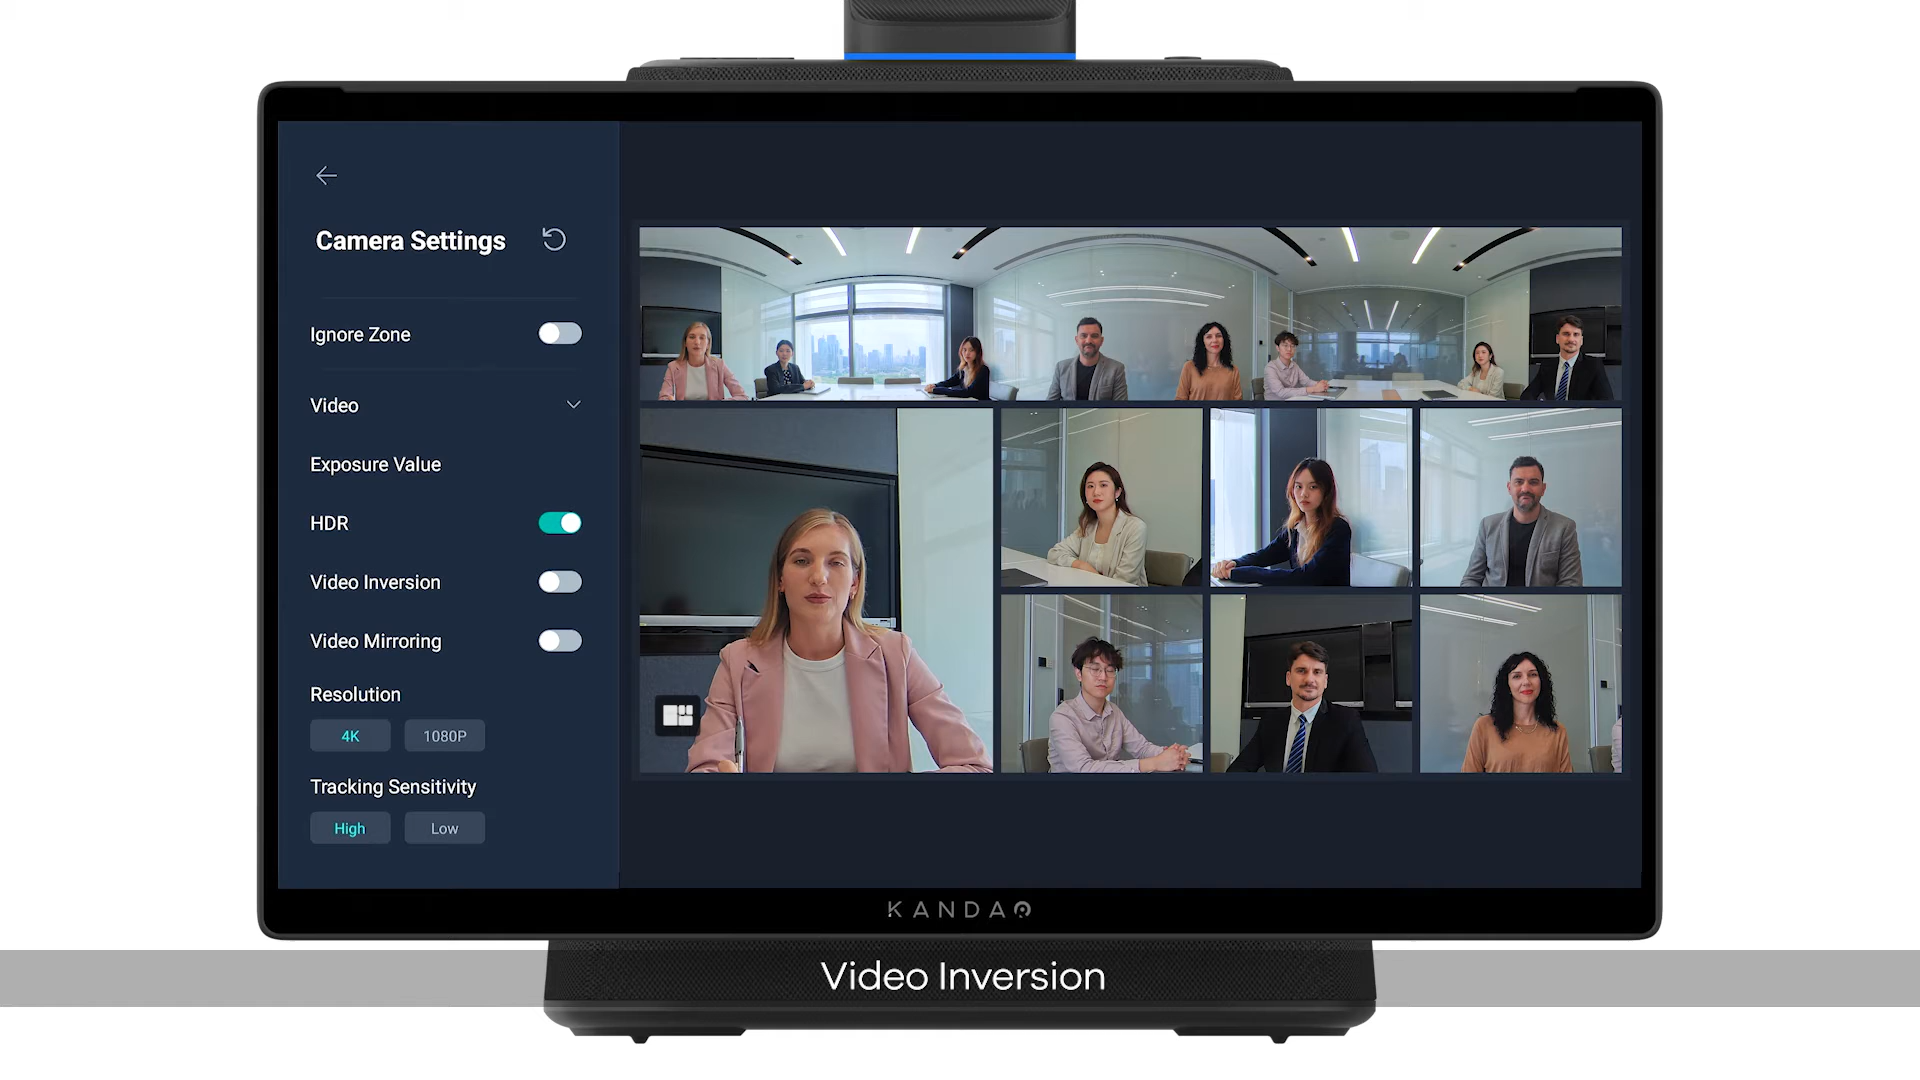 Camera Settings
Ignore Zone
Video
Exposure Value
HDR
Video Inversion
Video Mirroring
Resolution
4K 1080P
Tracking Sensitivity
High Low
KANDAO
Video Inversion